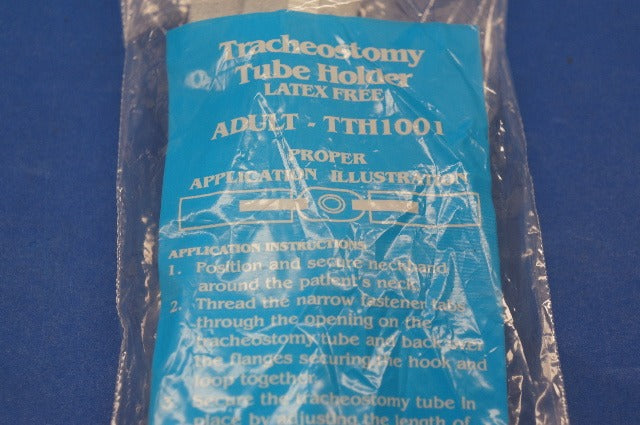 Tracheostomy
Tube Holder
LATEX FREE
ADULT - TTH1001
PROPER
APPLICATION ILLUSTRATION
APPLICATION INSTRUCTIONS
1. Position and secure neckband
around the patient's neck.
2. Thread the narrow fastener tabs
through the opening on the
tracheostomy tube and back over
the flanges securing the hook and
loop together.
Secure the tracheostomy tube in
place by adjusting the length of